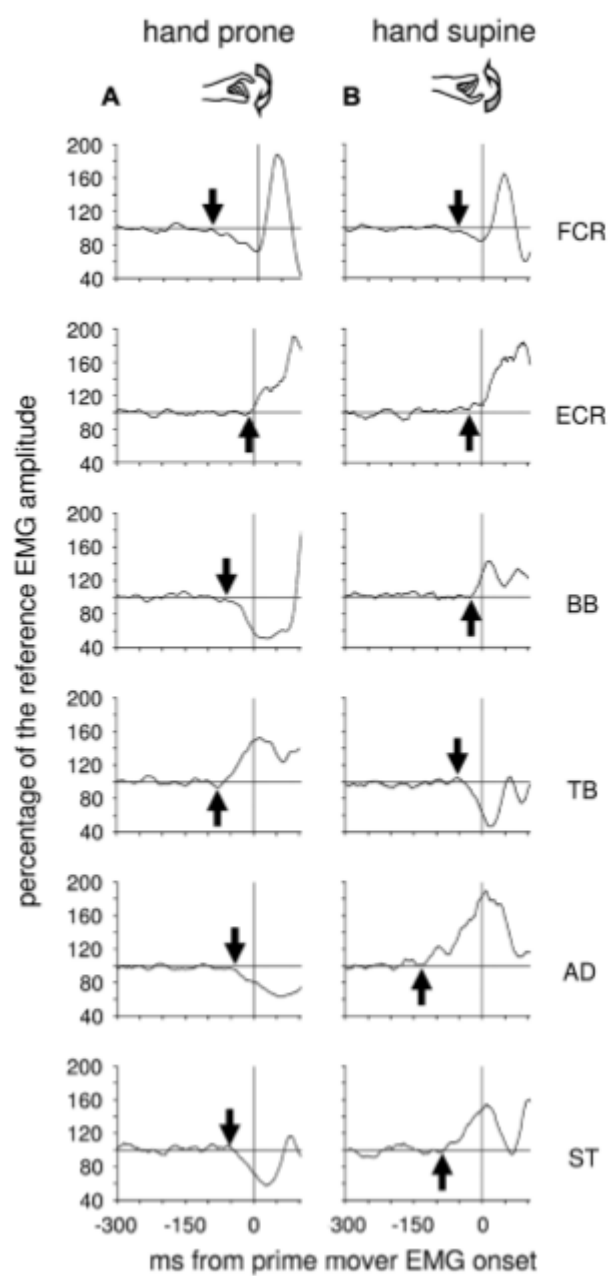 hand prone hand supine
A B
200
160
120
80
40
FCR
200
160
120
80
40
ECR
200
160
120
80
40
BB
200
160
120
80
40
TB
200
160
120
80
40
AD
200
160
120
80
40
ST
-300 -150 0 300 -150 0
ms from prime mover EMG onset
percentage of the reference EMG amplitude